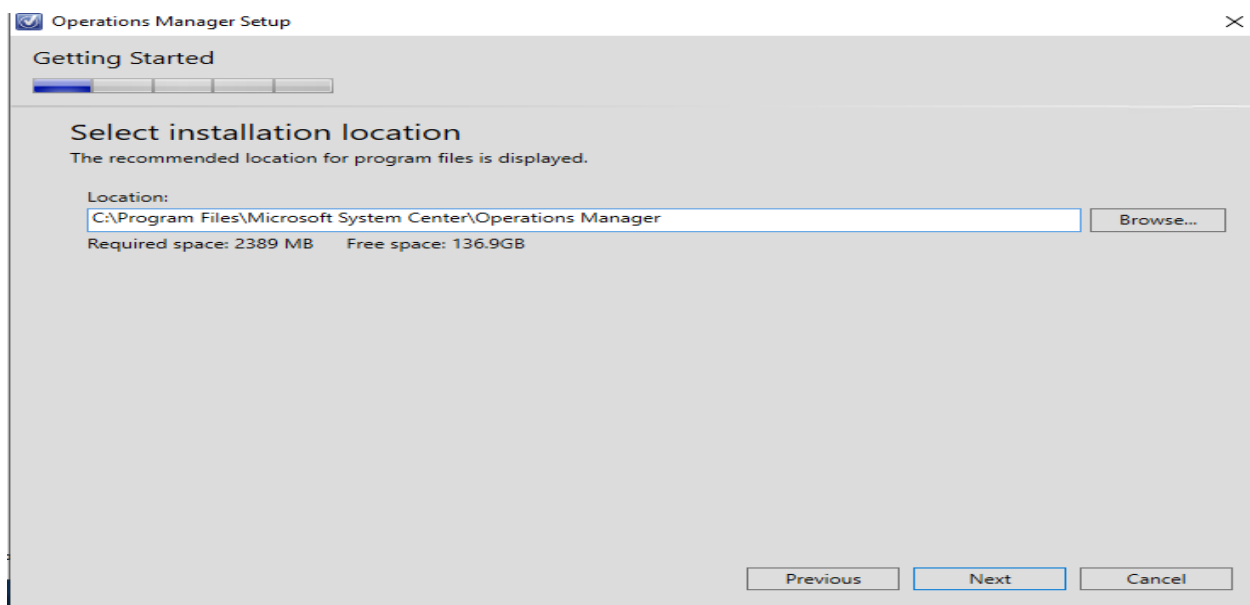 Operations Manager Setup
Getting Started
Select installation location
The recommended location for program files is displayed.
Location:
C:\Program Files\Microsoft System Center\Operations Manager
Browse...
Required space: 2389 MB Free space: 136.9GB
Previous Next Cancel